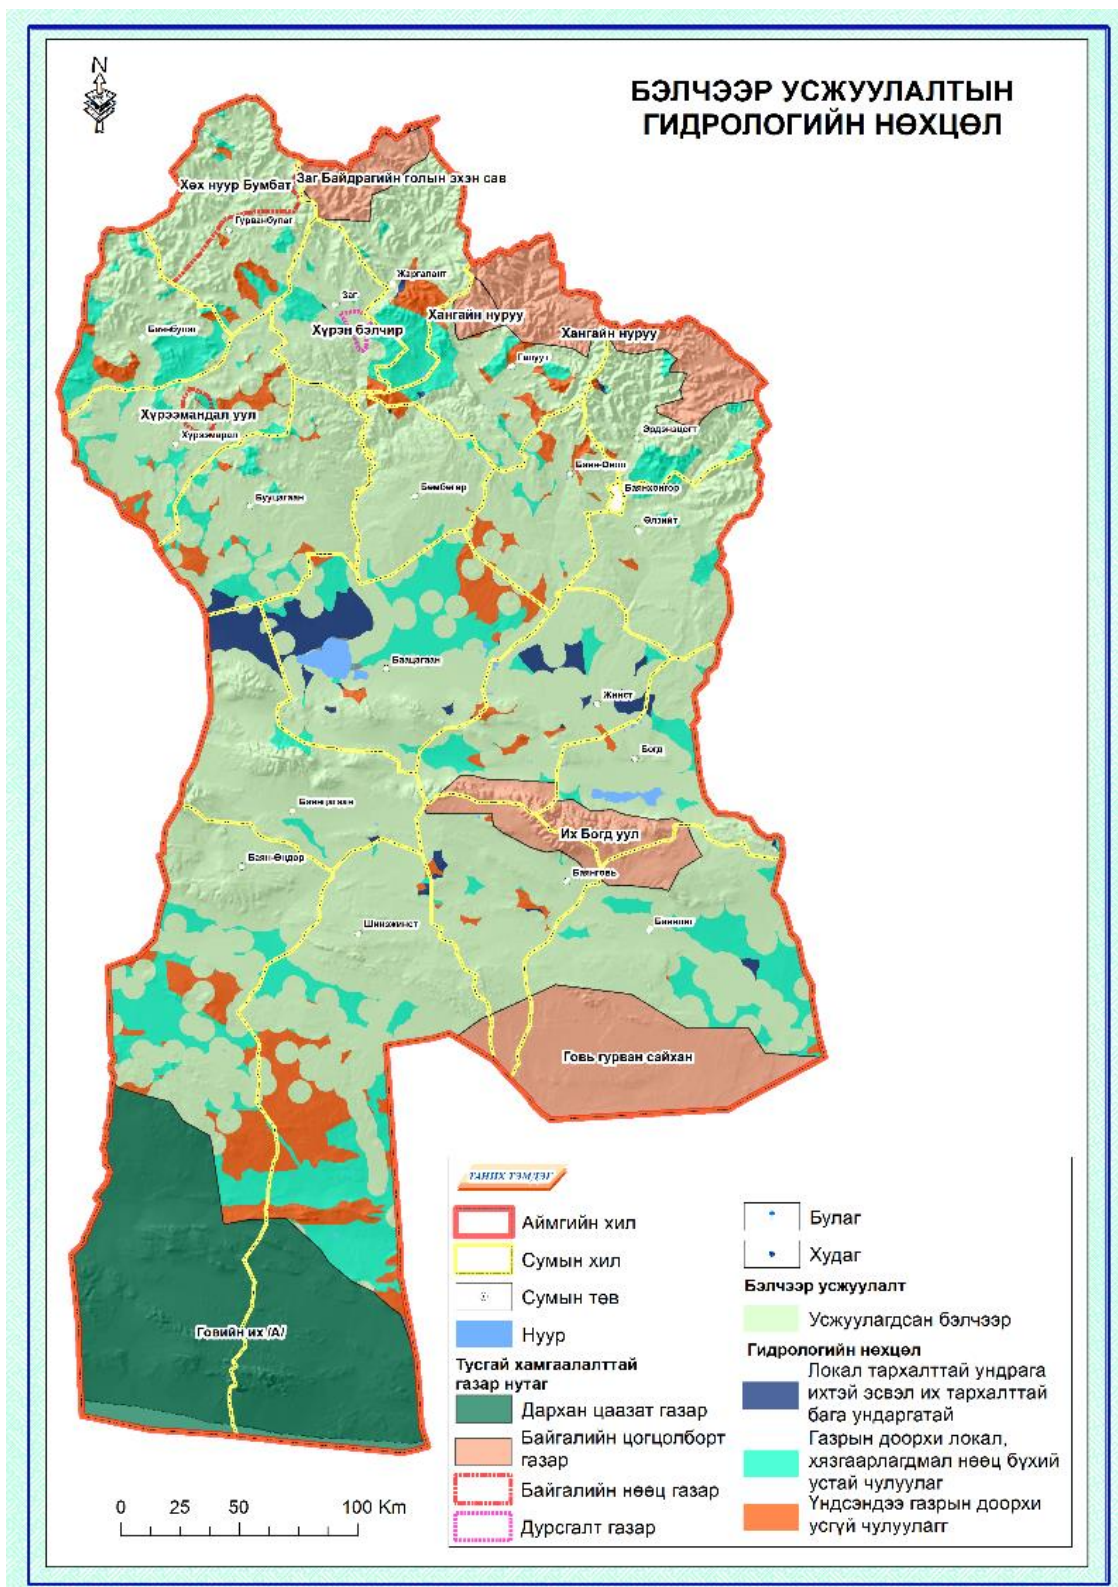 N
БЭЛЧЭЭР УСЖУУЛАЛТЫН
ГИДРОЛОГИЙН НӨХЦӨЛ
Хөх нуур Бумбат
Заг Байдрагийн голын эхэн сав
Гурванбулаг
Жаргалант
Заг
Хангайн нуруу
Хүрэн бэлчир
Хангайн нуруу
Баянбулаг
Галуут
Хүрээмандал уул
Эрдэнэцогт
Хүрээмарал
Баян-Овоо
Баянхонгор
Бөмбөгөр
Бууцагаан
Өлзийт
Баацагаан
Жинст
Богд
Баянцагаан
Их Богд уул
Баян-Өндөр
Баянговь
Баянлиг
Шинэжинст
Говь гурван сайхан
Говийн их /А/
ТАНИХ ТЭМДЭГ
Аймгийн хил
Сумын хил
Сумын төв
Нуур
Тусгай хамгаалалттай
газар нутаг
Дархан цаазат газар
Байгалийн цогцолборт
газар
Байгалийн нөөц газар
Дурсгалт газар
Булаг
Худаг
Бэлчээр усжуулалт
Усжуулагдсан бэлчээр
Гидрологийн нөхцөл
Локал тархалттай ундрага
ихтэй эсвэл их тархалттай
бага ундаргатай
Газрын доорхи локал,
хязгаарлагдмал нөөц бүхий
устай чулуулаг
Үндсэндээ газрын доорхи
усгүй чулуулагг
0 25 50 100 Km